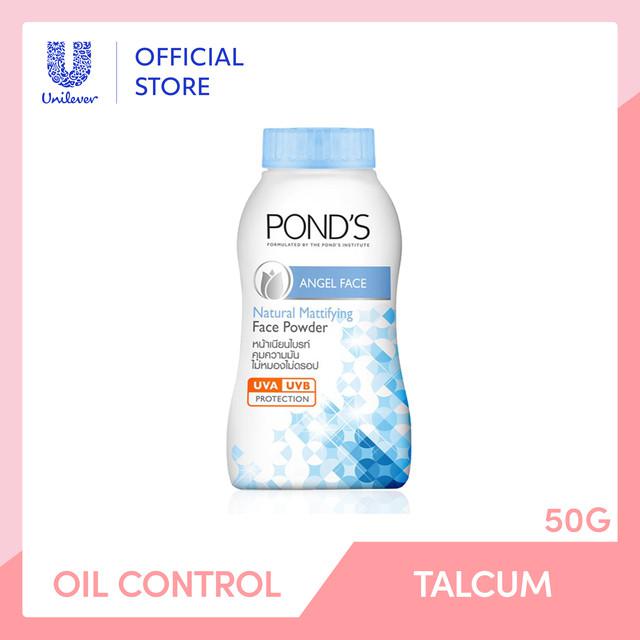 Unilever
OFFICIAL
STORE
POND'S
FORMULATED BY THE POND'S INSTITUTE
ANGEL FACE
Natural Mattifying
Face Powder
หน้าเนียนไบรท์
คุมความมัน
ไม่หมองไม่ดรอป
UVA UVB
PROTECTION
50G
OIL CONTROL
TALCUM